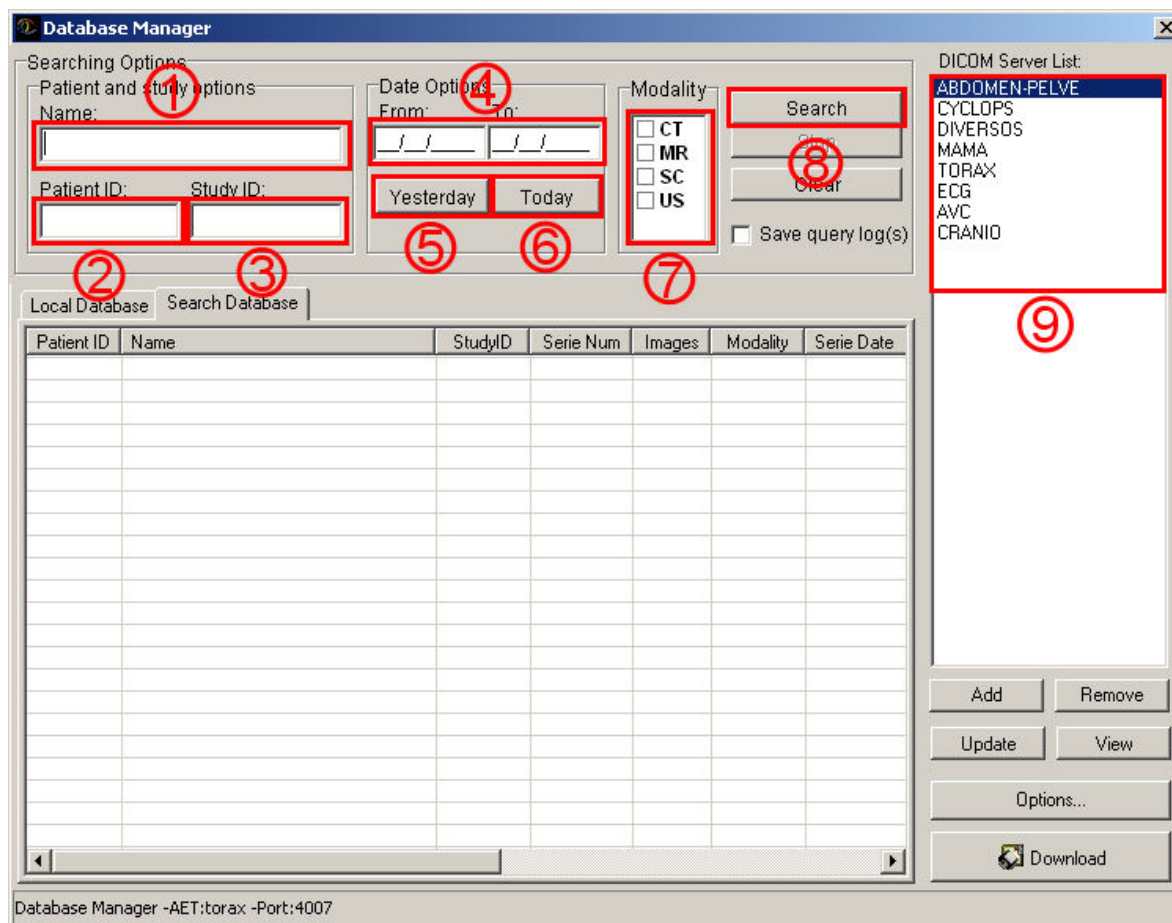 Database Manager
Searching Options
Patient and study options
①
Name:
Patient ID:
Study ID:
②
③
Date Options
④
From:
To:
__/__/____
__/__/____
Yesterday
Today
⑤
⑥
Modality
CT
MR
SC
US
⑦
Search
Stop
⑧
Clear
Save query log(s)
DICOM Server List:
ABDOMEN-PELVE
CYCLOPS
DIVERSOS
MAMA
TORAX
ECG
AVC
CRANIO
⑨
Local Database
Search Database
Patient ID Name StudyID Serie Num Images Modality Serie Date
Add
Remove
Update
View
Options...
Download
Database Manager -AET:torax -Port:4007